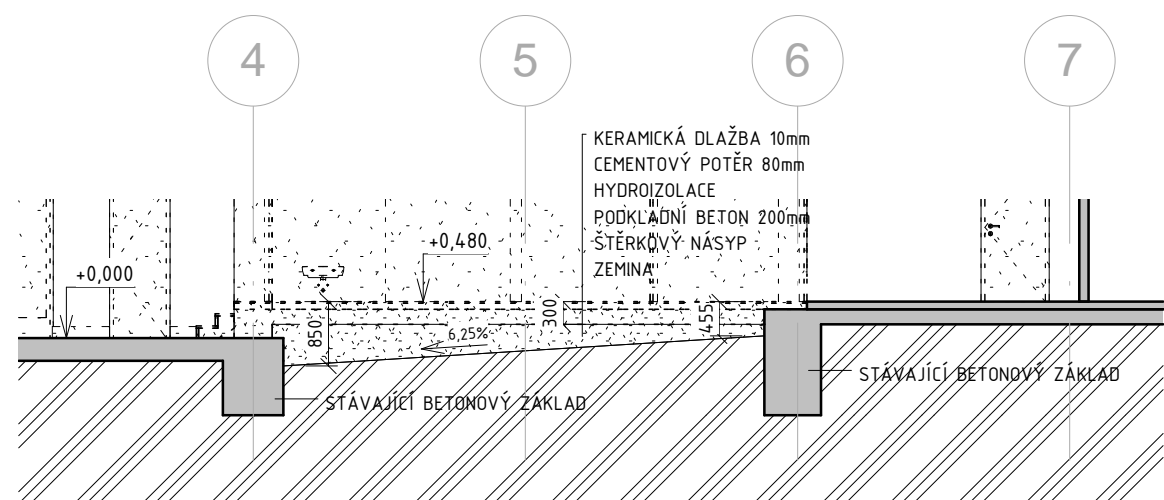 4
5
6
7
KERAMICKÁ DLAŽBA 10mm
CEMENTOVÝ POTĚR 80mm
HYDROIZOLACE
PODKLADNÍ BETON 200mm
ŠTĚRKOVÝ NÁSYP
ZEMINA
+0,480
+0,000
850
6,25%
300
455
STÁVAJÍCÍ BETONOVÝ ZÁKLAD
STÁVAJÍCÍ BETONOVÝ ZÁKLAD